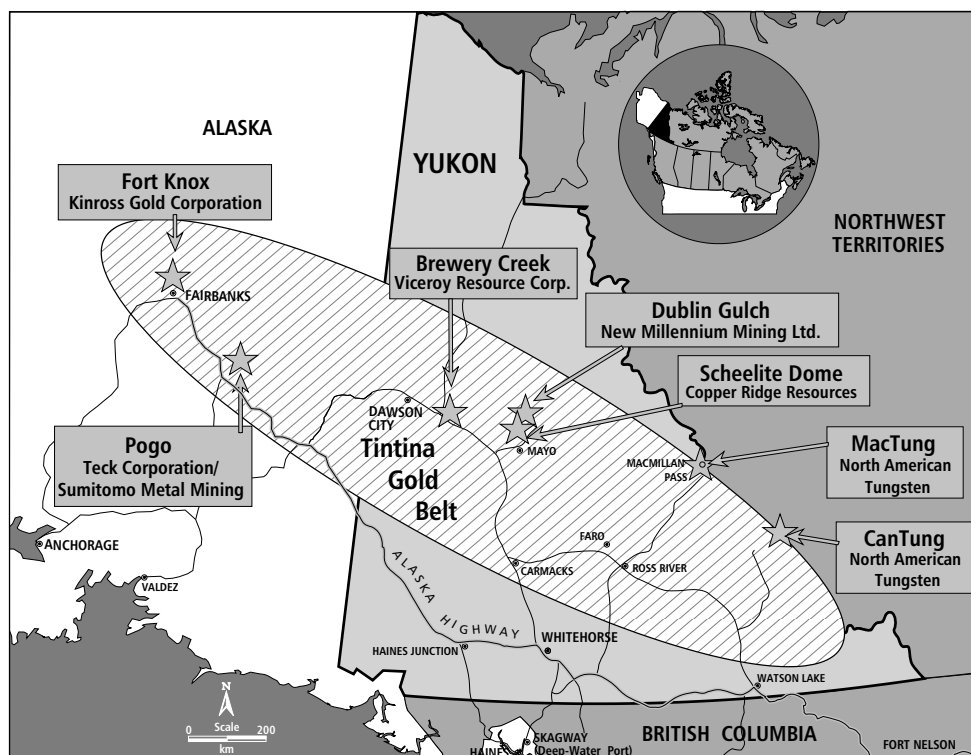 ALASKA
YUKON
NORTHWEST
TERRITORIES
Fort Knox
Kinross Gold Corporation
FAIRBANKS
Brewery Creek
Viceroy Resource Corp.
Dublin Gulch
New Millennium Mining Ltd.
Scheelite Dome
Copper Ridge Resources
DAWSON
CITY
MAYO
Pogo
Teck Corporation/
Sumitomo Metal Mining
Tintina
Gold
Belt
MACMILLAN
PASS
MacTung
North American
Tungsten
CanTung
North American
Tungsten
ANCHORAGE
VALDEZ
FARO
CARMACKS
ROSS RIVER
ALASKA HIGHWAY
WHITEHORSE
HAINES JUNCTION
WATSON LAKE
N
Scale
0 200
km
BRITISH COLUMBIA
SKAGWAY
(Deep-Water Port)
HAINES
FORT NELSON